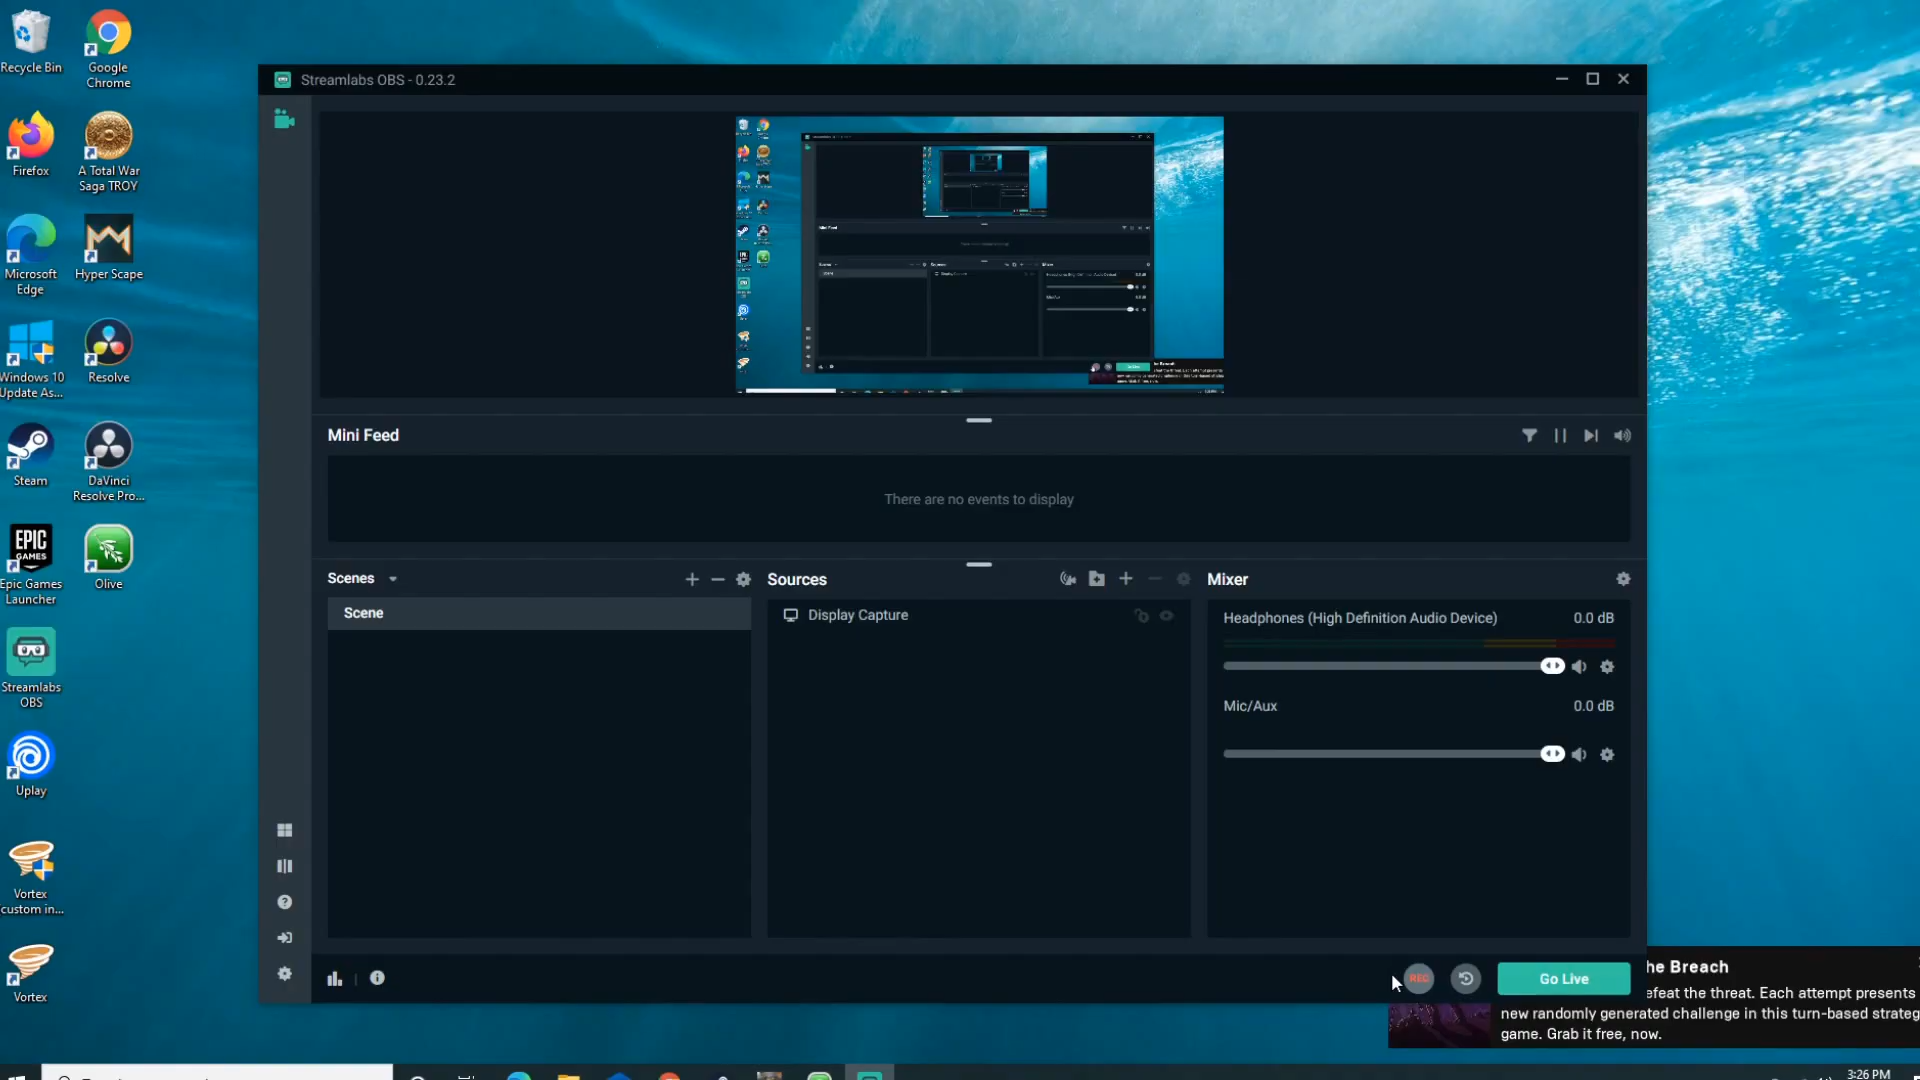 Recycle Bin
Google
Chrome
Firefox
A Total War
Saga TROY
Microsoft
Edge
Hyper Scape
Windows 10
Update As...
Resolve
Steam
DaVinci
Resolve Pro...
EPIC
GAMES
Epic Games
Launcher
Olive
Streamlabs
OBS
Uplay
Vortex
custom in...
Vortex
Streamlabs OBS - 0.23.2
Mini Feed
There are no events to display
Scenes
Scene
Sources
Display Capture
Mixer
Headphones (High Definition Audio Device) 0.0 dB
Mic/Aux 0.0 dB
REC
Go Live
he Breach
efeat the threat. Each attempt presents
new randomly generated challenge in this turn-based strateg
game. Grab it free, now.
3:26 PM